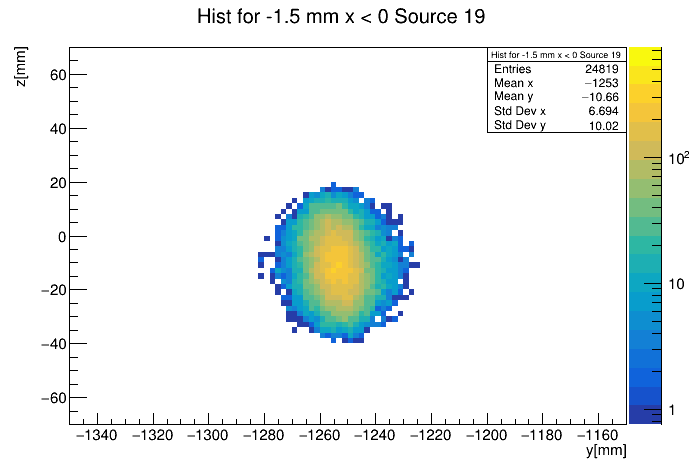 Hist for -1.5 mm x < 0 Source 19
z[mm]
Hist for -1.5 mm x < 0 Source 19
Entries 24819
Mean x −1253
Mean y −10.66
Std Dev x 6.694
Std Dev y 10.02
60
40
20
0
−20
−40
−60
10²
10
1
−1340 −1320 −1300 −1280 −1260 −1240 −1220 −1200 −1180 −1160
y[mm]